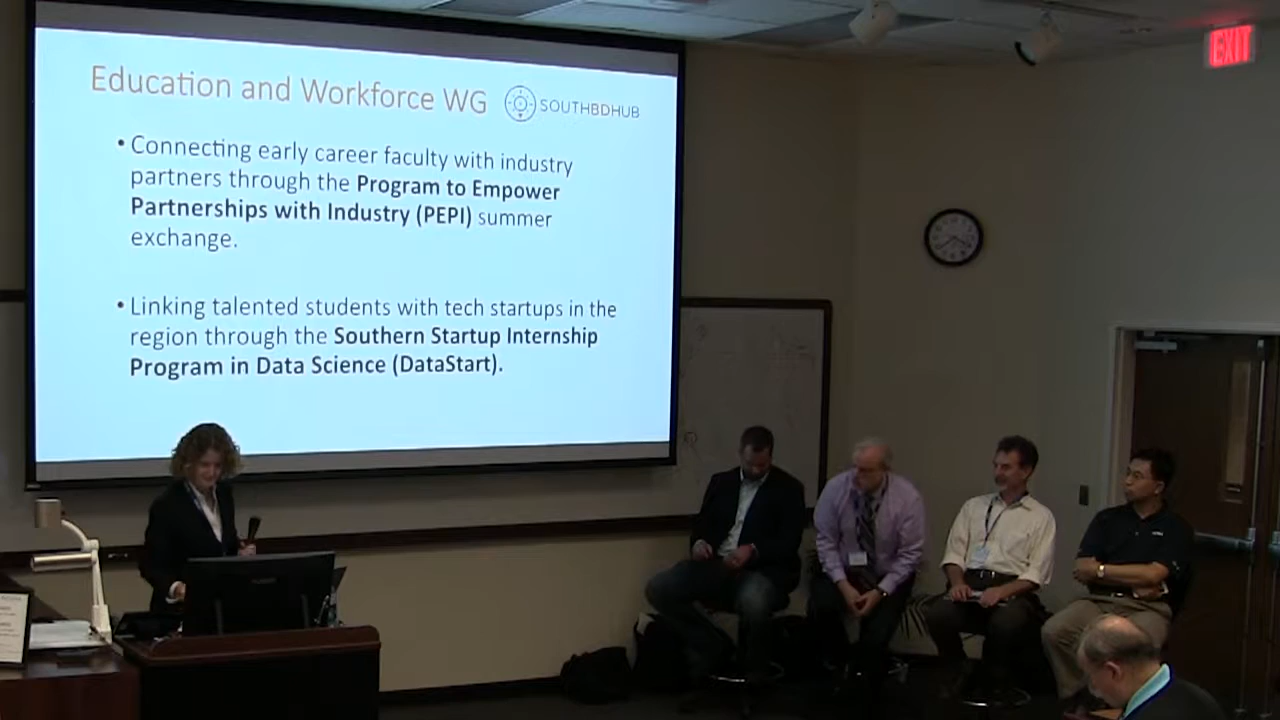 Education and Workforce WG
SOUTHBDHUB
• Connecting early career faculty with industry
partners through the Program to Empower
Partnerships with Industry (PEPI) summer
exchange.
• Linking talented students with tech startups in the
region through the Southern Startup Internship
Program in Data Science (DataStart).
EXIT